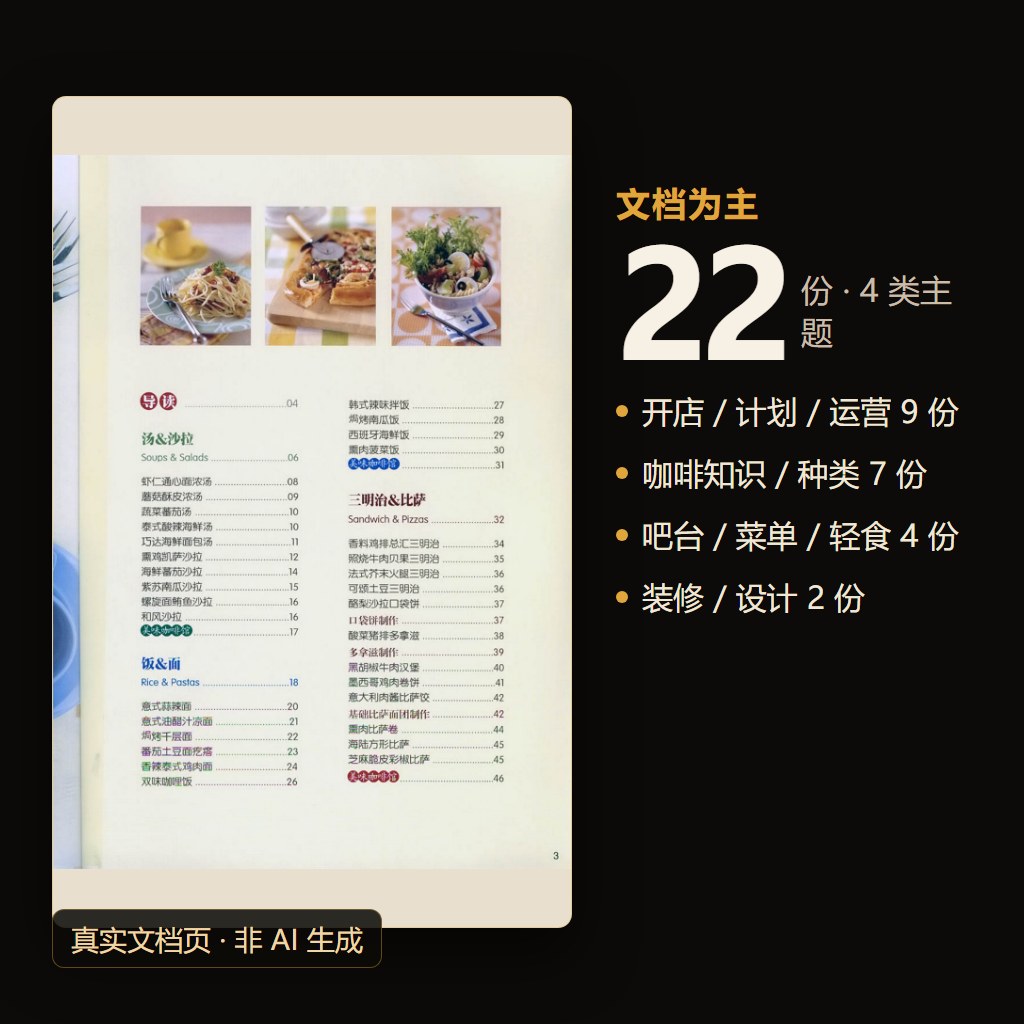 导读 04
汤&沙拉
Soups & Salads 06
虾仁通心面浓汤 08
蘑菇酥皮浓汤 09
蔬菜蕃茄汤 10
泰式酸辣海鲜汤 10
巧达海鲜面包汤 11
熏鸡凯萨沙拉 12
海鲜蕃茄沙拉 14
紫苏南瓜沙拉 15
螺旋面鲔鱼沙拉 16
和风沙拉 16
美味咖啡馆 17
饭&面
Rice & Pastas 18
意式蒜辣面 20
意式油醋汁凉面 21
焗烤千层面 22
番茄土豆面疙瘩 23
香辣泰式鸡肉面 24
双味咖喱饭 26
韩式辣味拌饭 27
焗烤南瓜饭 28
西班牙海鲜饭 29
熏肉菠菜饭 30
美味咖啡馆 31
三明治&比萨
Sandwich & Pizzas 32
香料鸡排总汇三明治 34
照烧牛肉贝果三明治 35
法式芥末火腿三明治 36
可颂土豆三明治 36
酪梨沙拉口袋饼 37
口袋饼制作 37
酸菜猪排多拿滋 38
多拿滋制作 39
黑胡椒牛肉汉堡 40
墨西哥鸡肉卷饼 41
意大利肉酱比萨饺 42
基础比萨面团制作 42
熏肉比萨卷 44
海陆方形比萨 45
芝麻脆皮彩椒比萨 45
美味咖啡馆 46
3
真实文档页 · 非 AI 生成
文档为主
22 份 · 4 类主
题
开店 / 计划 / 运营 9 份
咖啡知识 / 种类 7 份
吧台 / 菜单 / 轻食 4 份
装修 / 设计 2 份